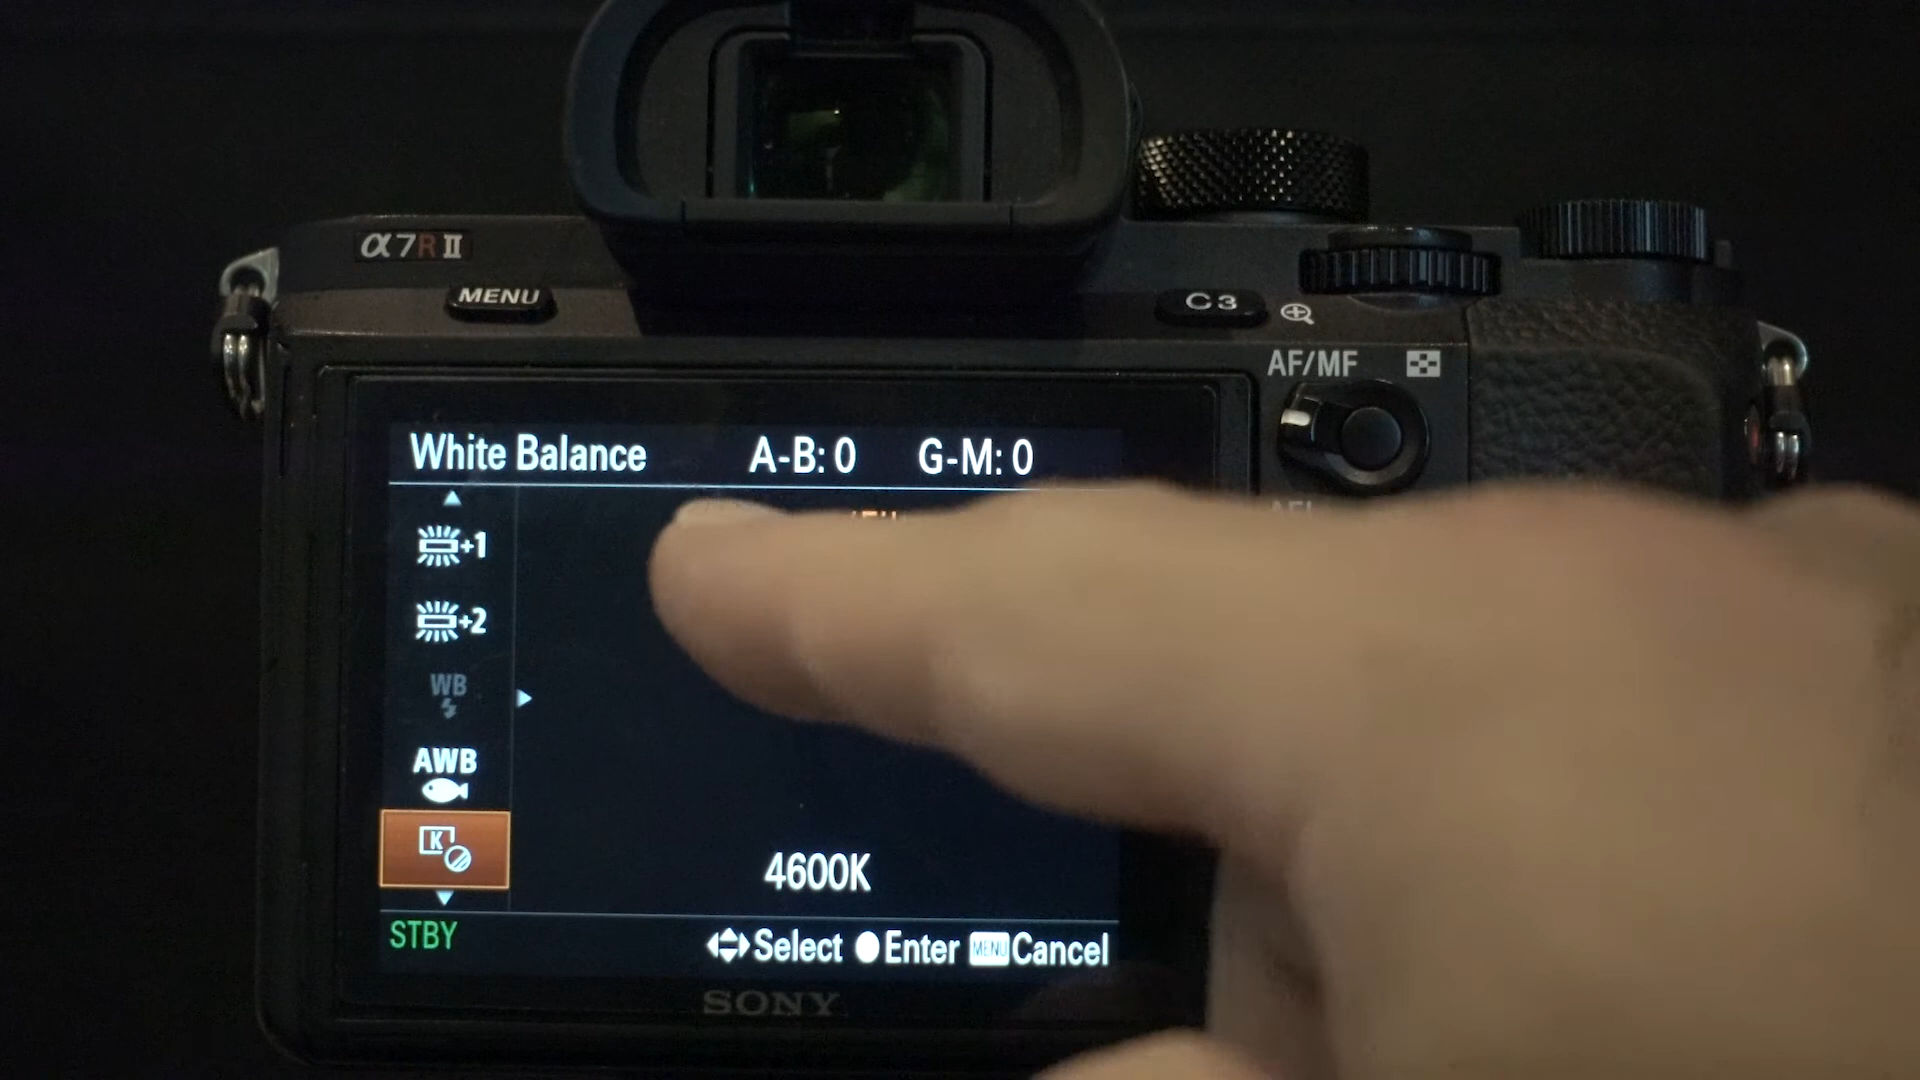 α7RII
MENU
C3
AF/MF
White Balance A-B: 0 G-M: 0
+1
+2
WB
AWB
K
4600K
STBY
Select Enter MENU Cancel
SONY